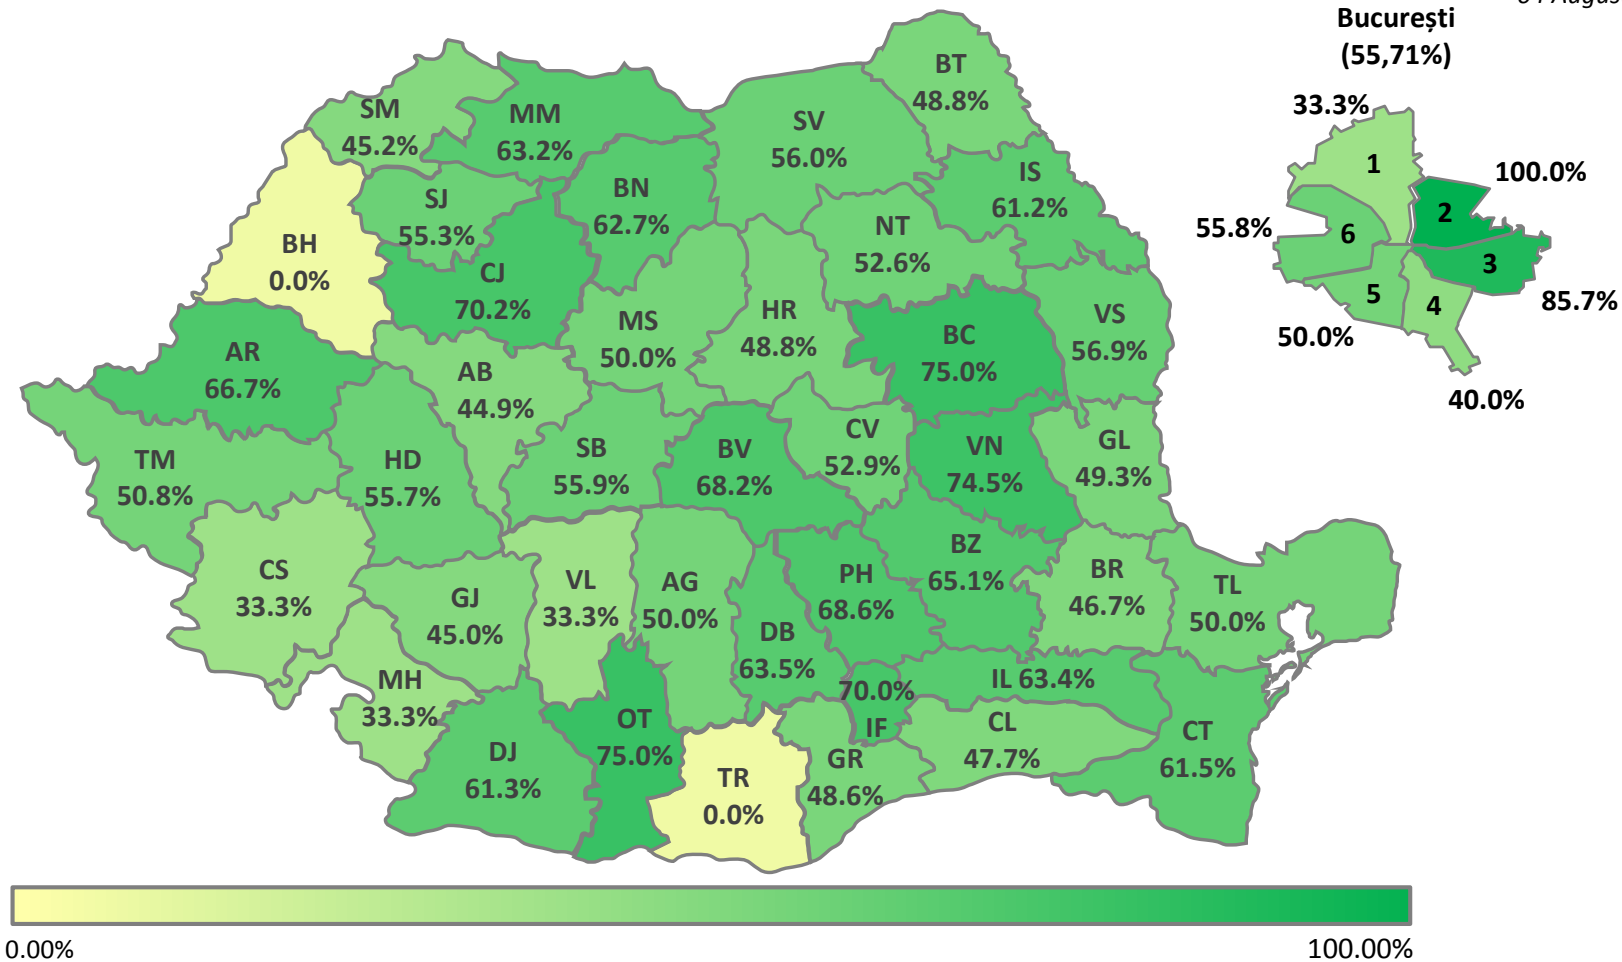 București
(55,71%)
BT
48.8%
SM
45.2%
MM
63.2%
SV
56.0%
33.3%
1
100.0%
2
IS
61.2%
BN
62.7%
SJ
55.3%
NT
52.6%
55.8%
6
3
85.7%
BH
0.0%
CJ
70.2%
5
50.0%
4
40.0%
MS
50.0%
HR
48.8%
BC
75.0%
VS
56.9%
AR
66.7%
AB
44.9%
TM
50.8%
HD
55.7%
SB
55.9%
BV
68.2%
CV
52.9%
VN
74.5%
GL
49.3%
CS
33.3%
GJ
45.0%
VL
33.3%
AG
50.0%
PH
68.6%
BZ
65.1%
BR
46.7%
TL
50.0%
DB
63.5%
MH
33.3%
70.0%
IF
IL 63.4%
DJ
61.3%
OT
75.0%
TR
0.0%
GR
48.6%
CL
47.7%
CT
61.5%
0.00%
100.00%